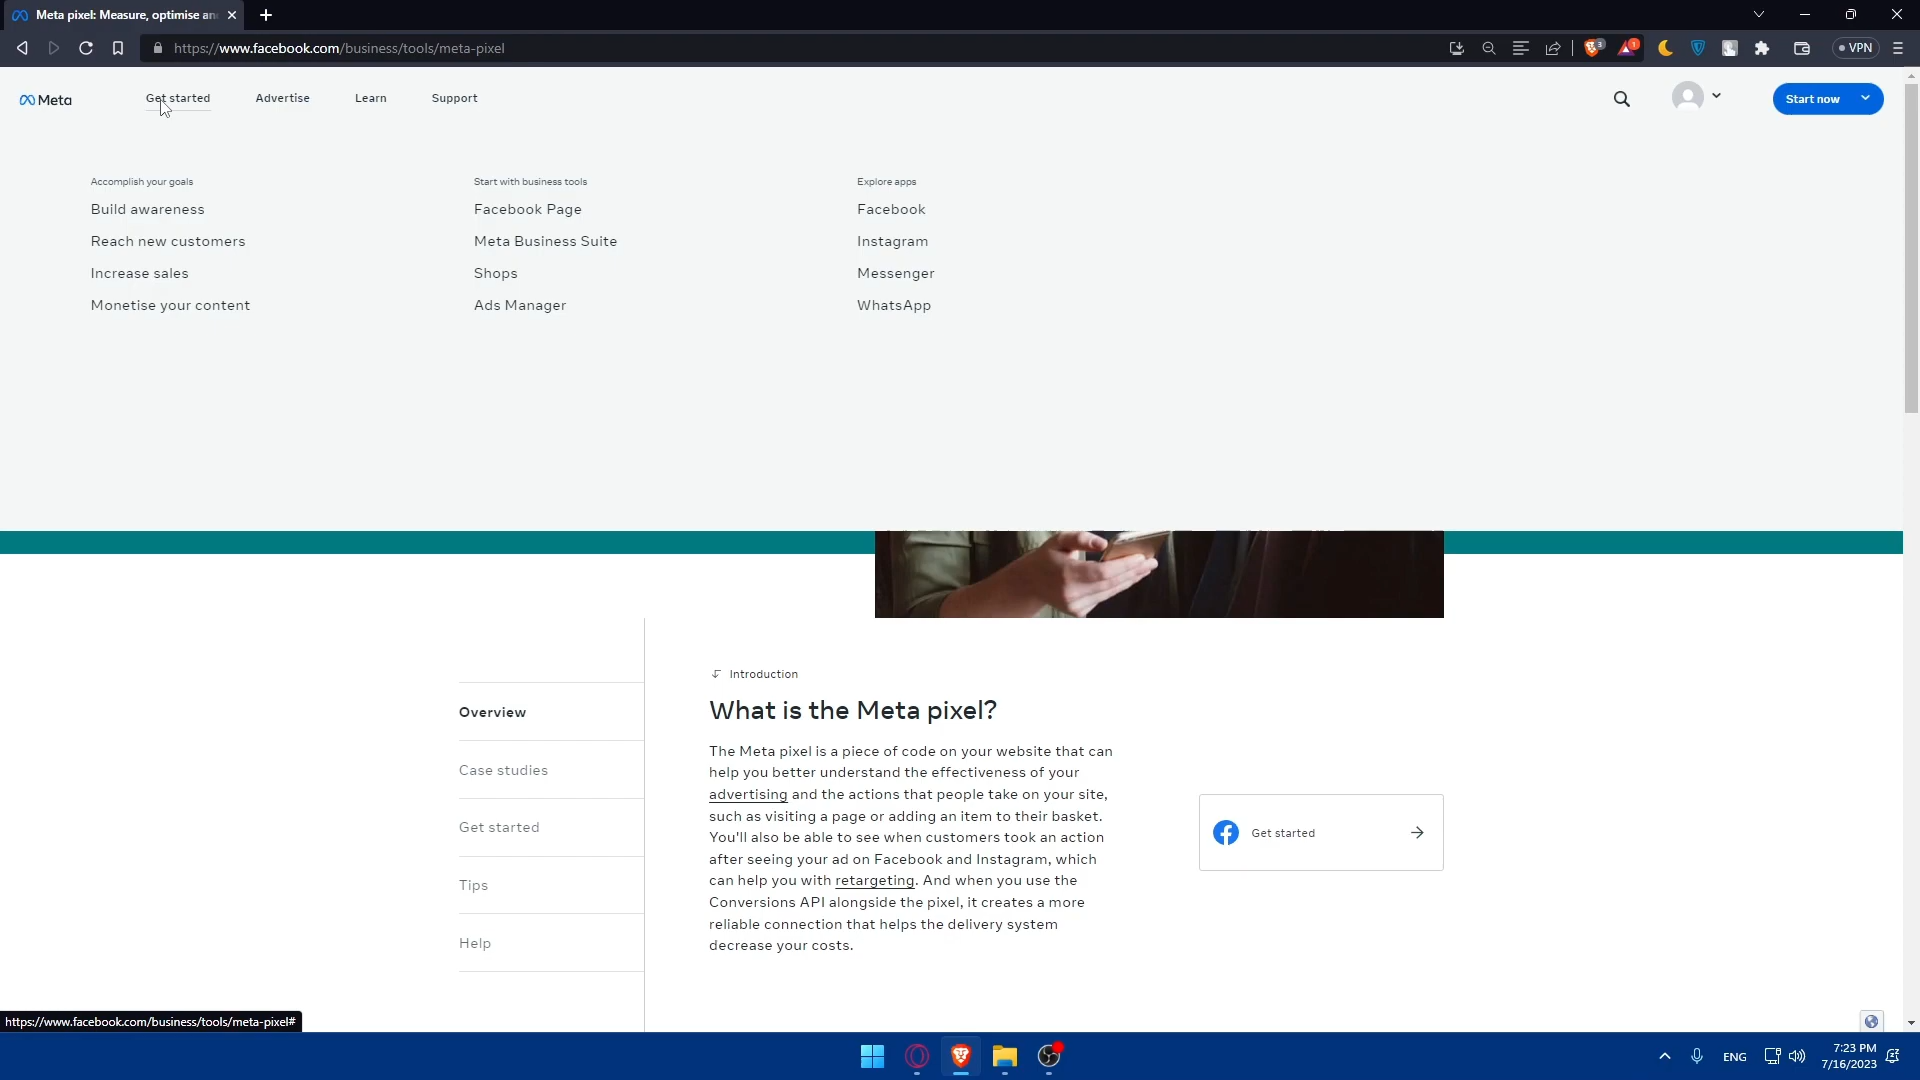 Meta pixel: Measure, optimise an
https://www.facebook.com/business/tools/meta-pixel
3
1
VPN
Meta
Get started
Advertise
Learn
Support
Start now
Accomplish your goals
Build awareness
Reach new customers
Increase sales
Monetise your content
Start with business tools
Facebook Page
Meta Business Suite
Shops
Ads Manager
Explore apps
Facebook
Instagram
Messenger
WhatsApp
Overview
Case studies
Get started
Tips
Help
Introduction
What is the Meta pixel?
The Meta pixel is a piece of code on your website that can
help you better understand the effectiveness of your
advertising and the actions that people take on your site,
such as visiting a page or adding an item to their basket.
You'll also be able to see when customers took an action
after seeing your ad on Facebook and Instagram, which
can help you with retargeting. And when you use the
Conversions API alongside the pixel, it creates a more
reliable connection that helps the delivery system
decrease your costs.
Get started
https://www.facebook.com/business/tools/meta-pixel#
ENG
7:23 PM
7/16/2023